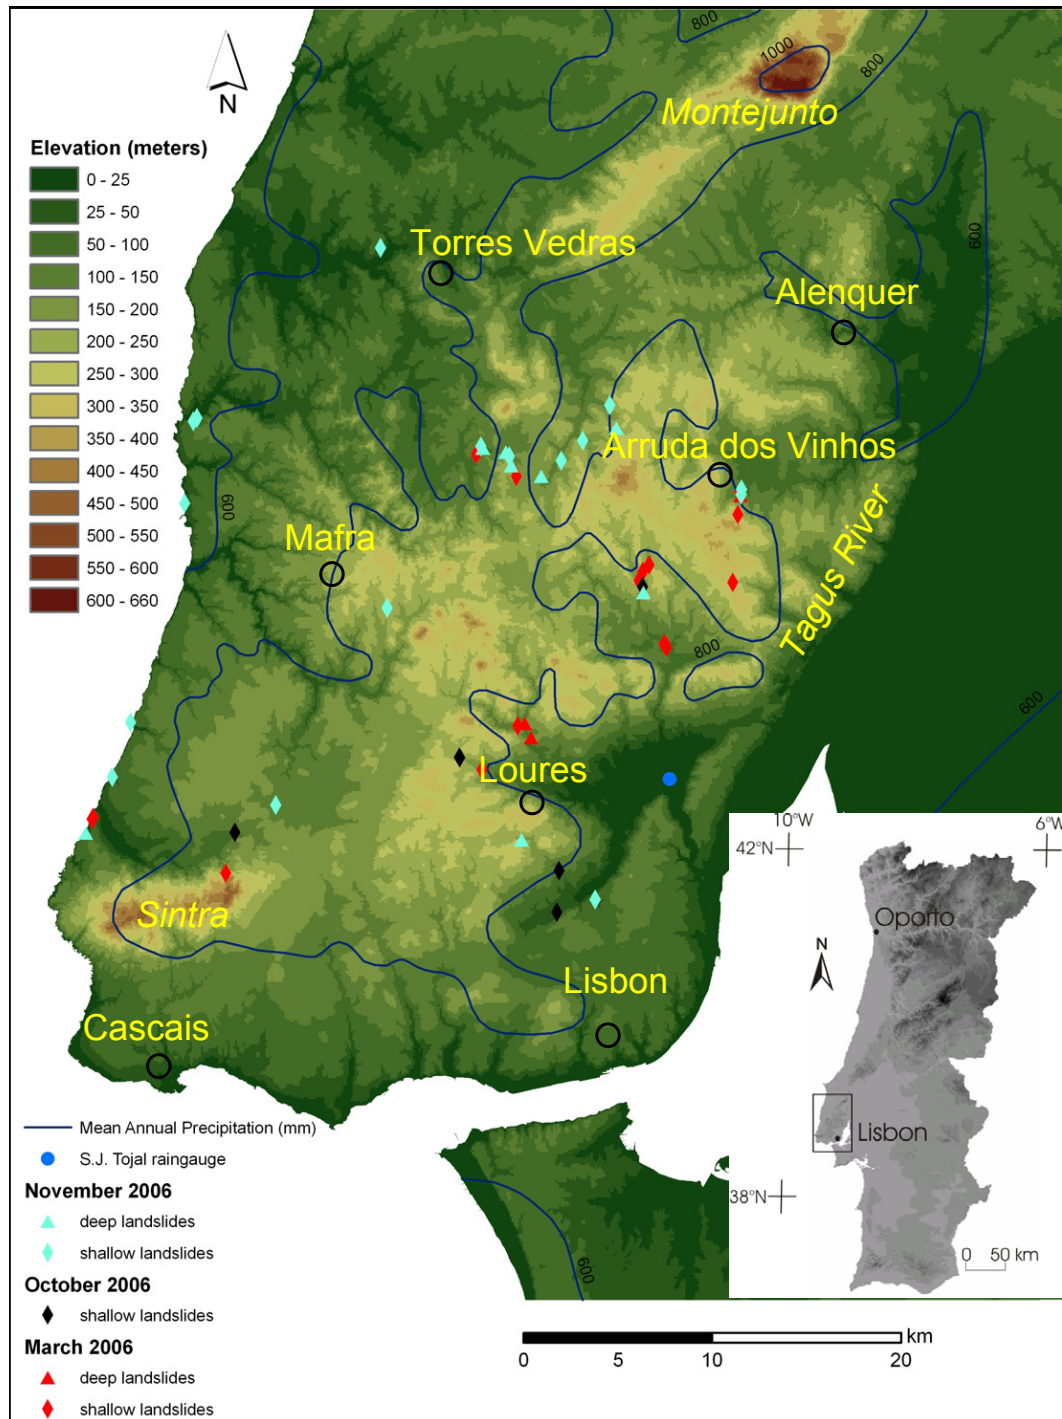 800
1000
800
N
Montejunto
Elevation (meters)
0 - 25
25 - 50
50 - 100
100 - 150
150 - 200
200 - 250
250 - 300
300 - 350
350 - 400
400 - 450
450 - 500
500 - 550
550 - 600
600 - 660
Torres Vedras
600
Alenquer
Arruda dos Vinhos
600
Mafra
Tagus River
800
600
Loures
Sintra
Lisbon
Cascais
10°W
6°W
42°N
Oporto
N
Lisbon
38°N
0 50 km
600
Mean Annual Precipitation (mm)
S.J. Tojal raingauge
November 2006
deep landslides
shallow landslides
October 2006
shallow landslides
March 2006
deep landslides
shallow landslides
km
0 5 10 20